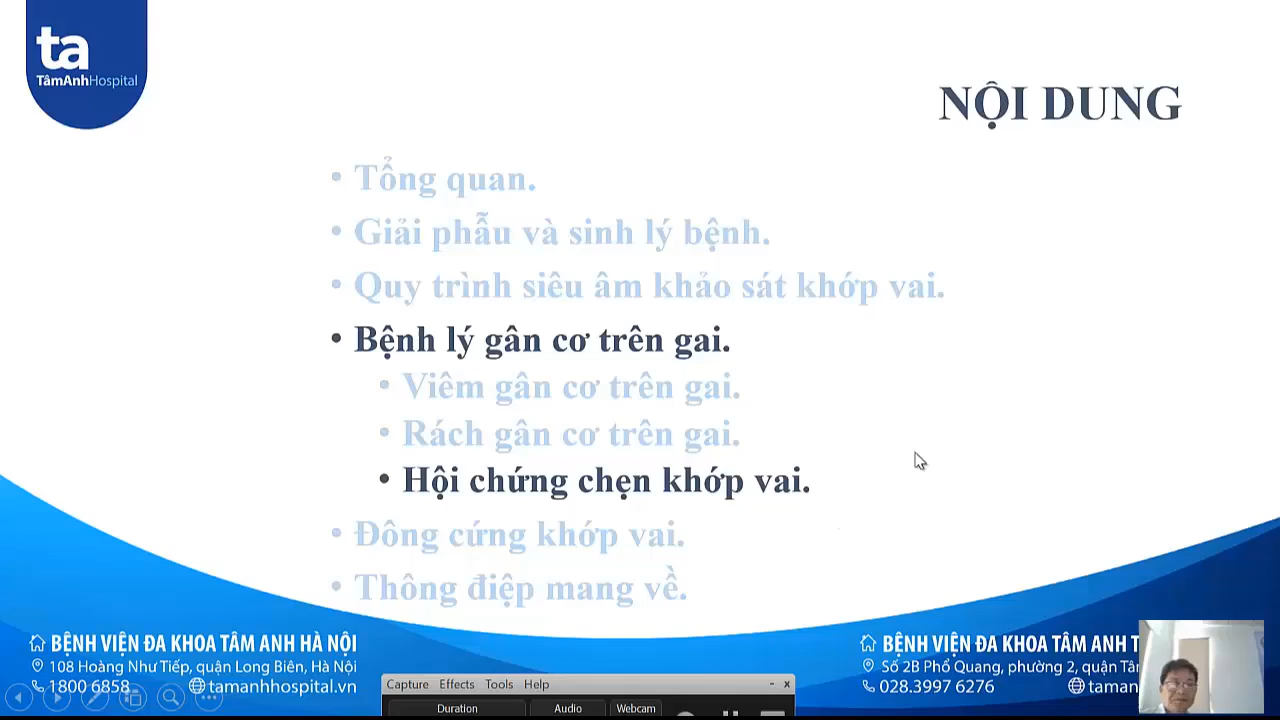 ta
TâmAnhHospital
NỘI DUNG
• Tổng quan.
• Giải phẫu và sinh lý bệnh.
• Quy trình siêu âm khảo sát khớp vai.
• Bệnh lý gân cơ trên gai.
• Viêm gân cơ trên gai.
• Rách gân cơ trên gai.
• Hội chứng chẹn khớp vai.
• Đông cứng khớp vai.
• Thông điệp mang về.
BỆNH VIỆN ĐA KHOA TÂM ANH HÀ NỘI
108 Hoàng Như Tiếp, quận Long Biên, Hà Nội
1800 6858 tamanhhospital.vn
BỆNH VIỆN ĐA KHOA TÂM ANH T
Số 2B Phổ Quang, phường 2, quận Tân
028.3997 6276 taman
Capture Effects Tools Help
Duration Audio Webcam